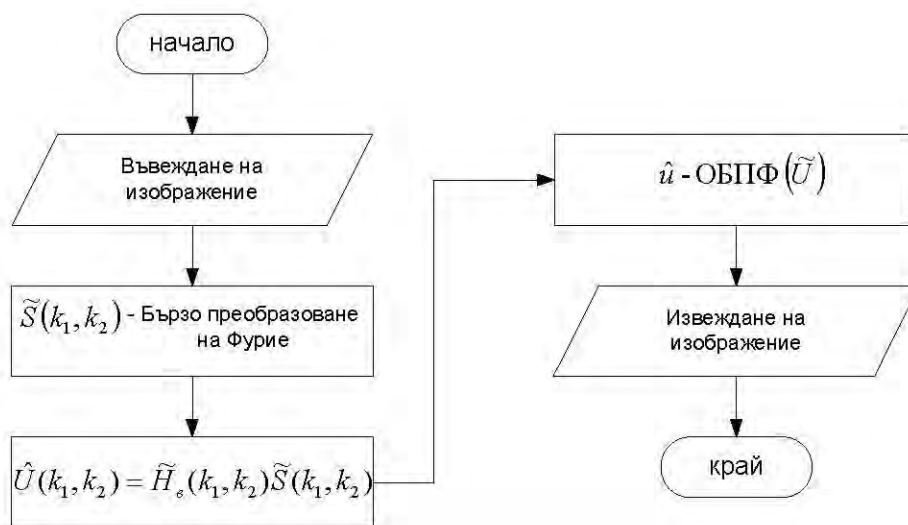 начало
Въвеждане на
изображение
S̃(k₁, k₂) - Бързо преобразоване
на Фурие
Û(k₁, k₂) = H̃ₑ(k₁, k₂)S̃(k₁, k₂)
û - ОБПФ(Ũ)
Извеждане на
изображение
край